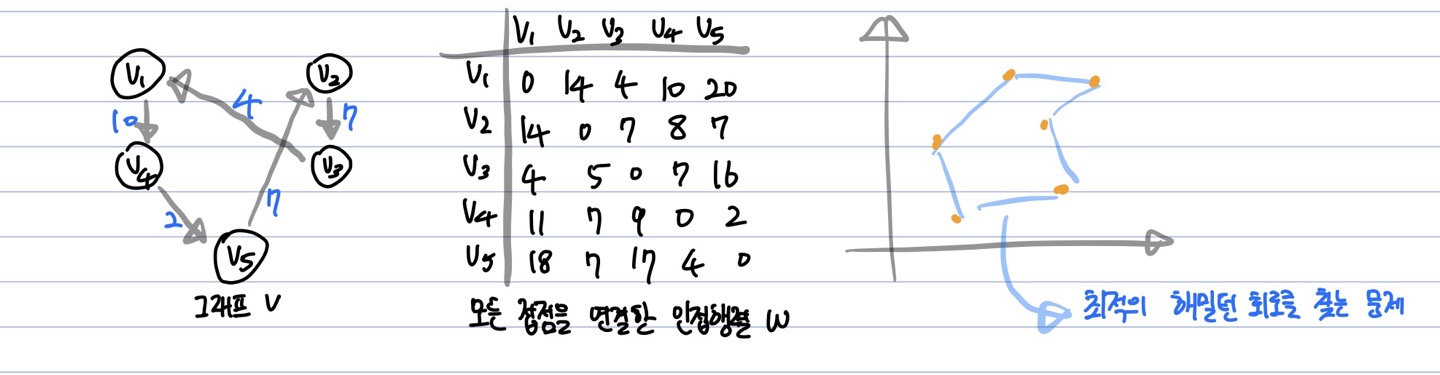 V1 V2
4
10 7
V4 V3
2 7
V5
그래프 V
V1 V2 V3 V4 V5
V1 0 14 4 10 20
V2 14 0 7 8 7
V3 4 5 0 7 16
V4 11 7 9 0 2
V5 18 7 17 4 0
모든 접점을 연결한 인접행렬 W
최적의 해밀턴 회로를 찾는 문제